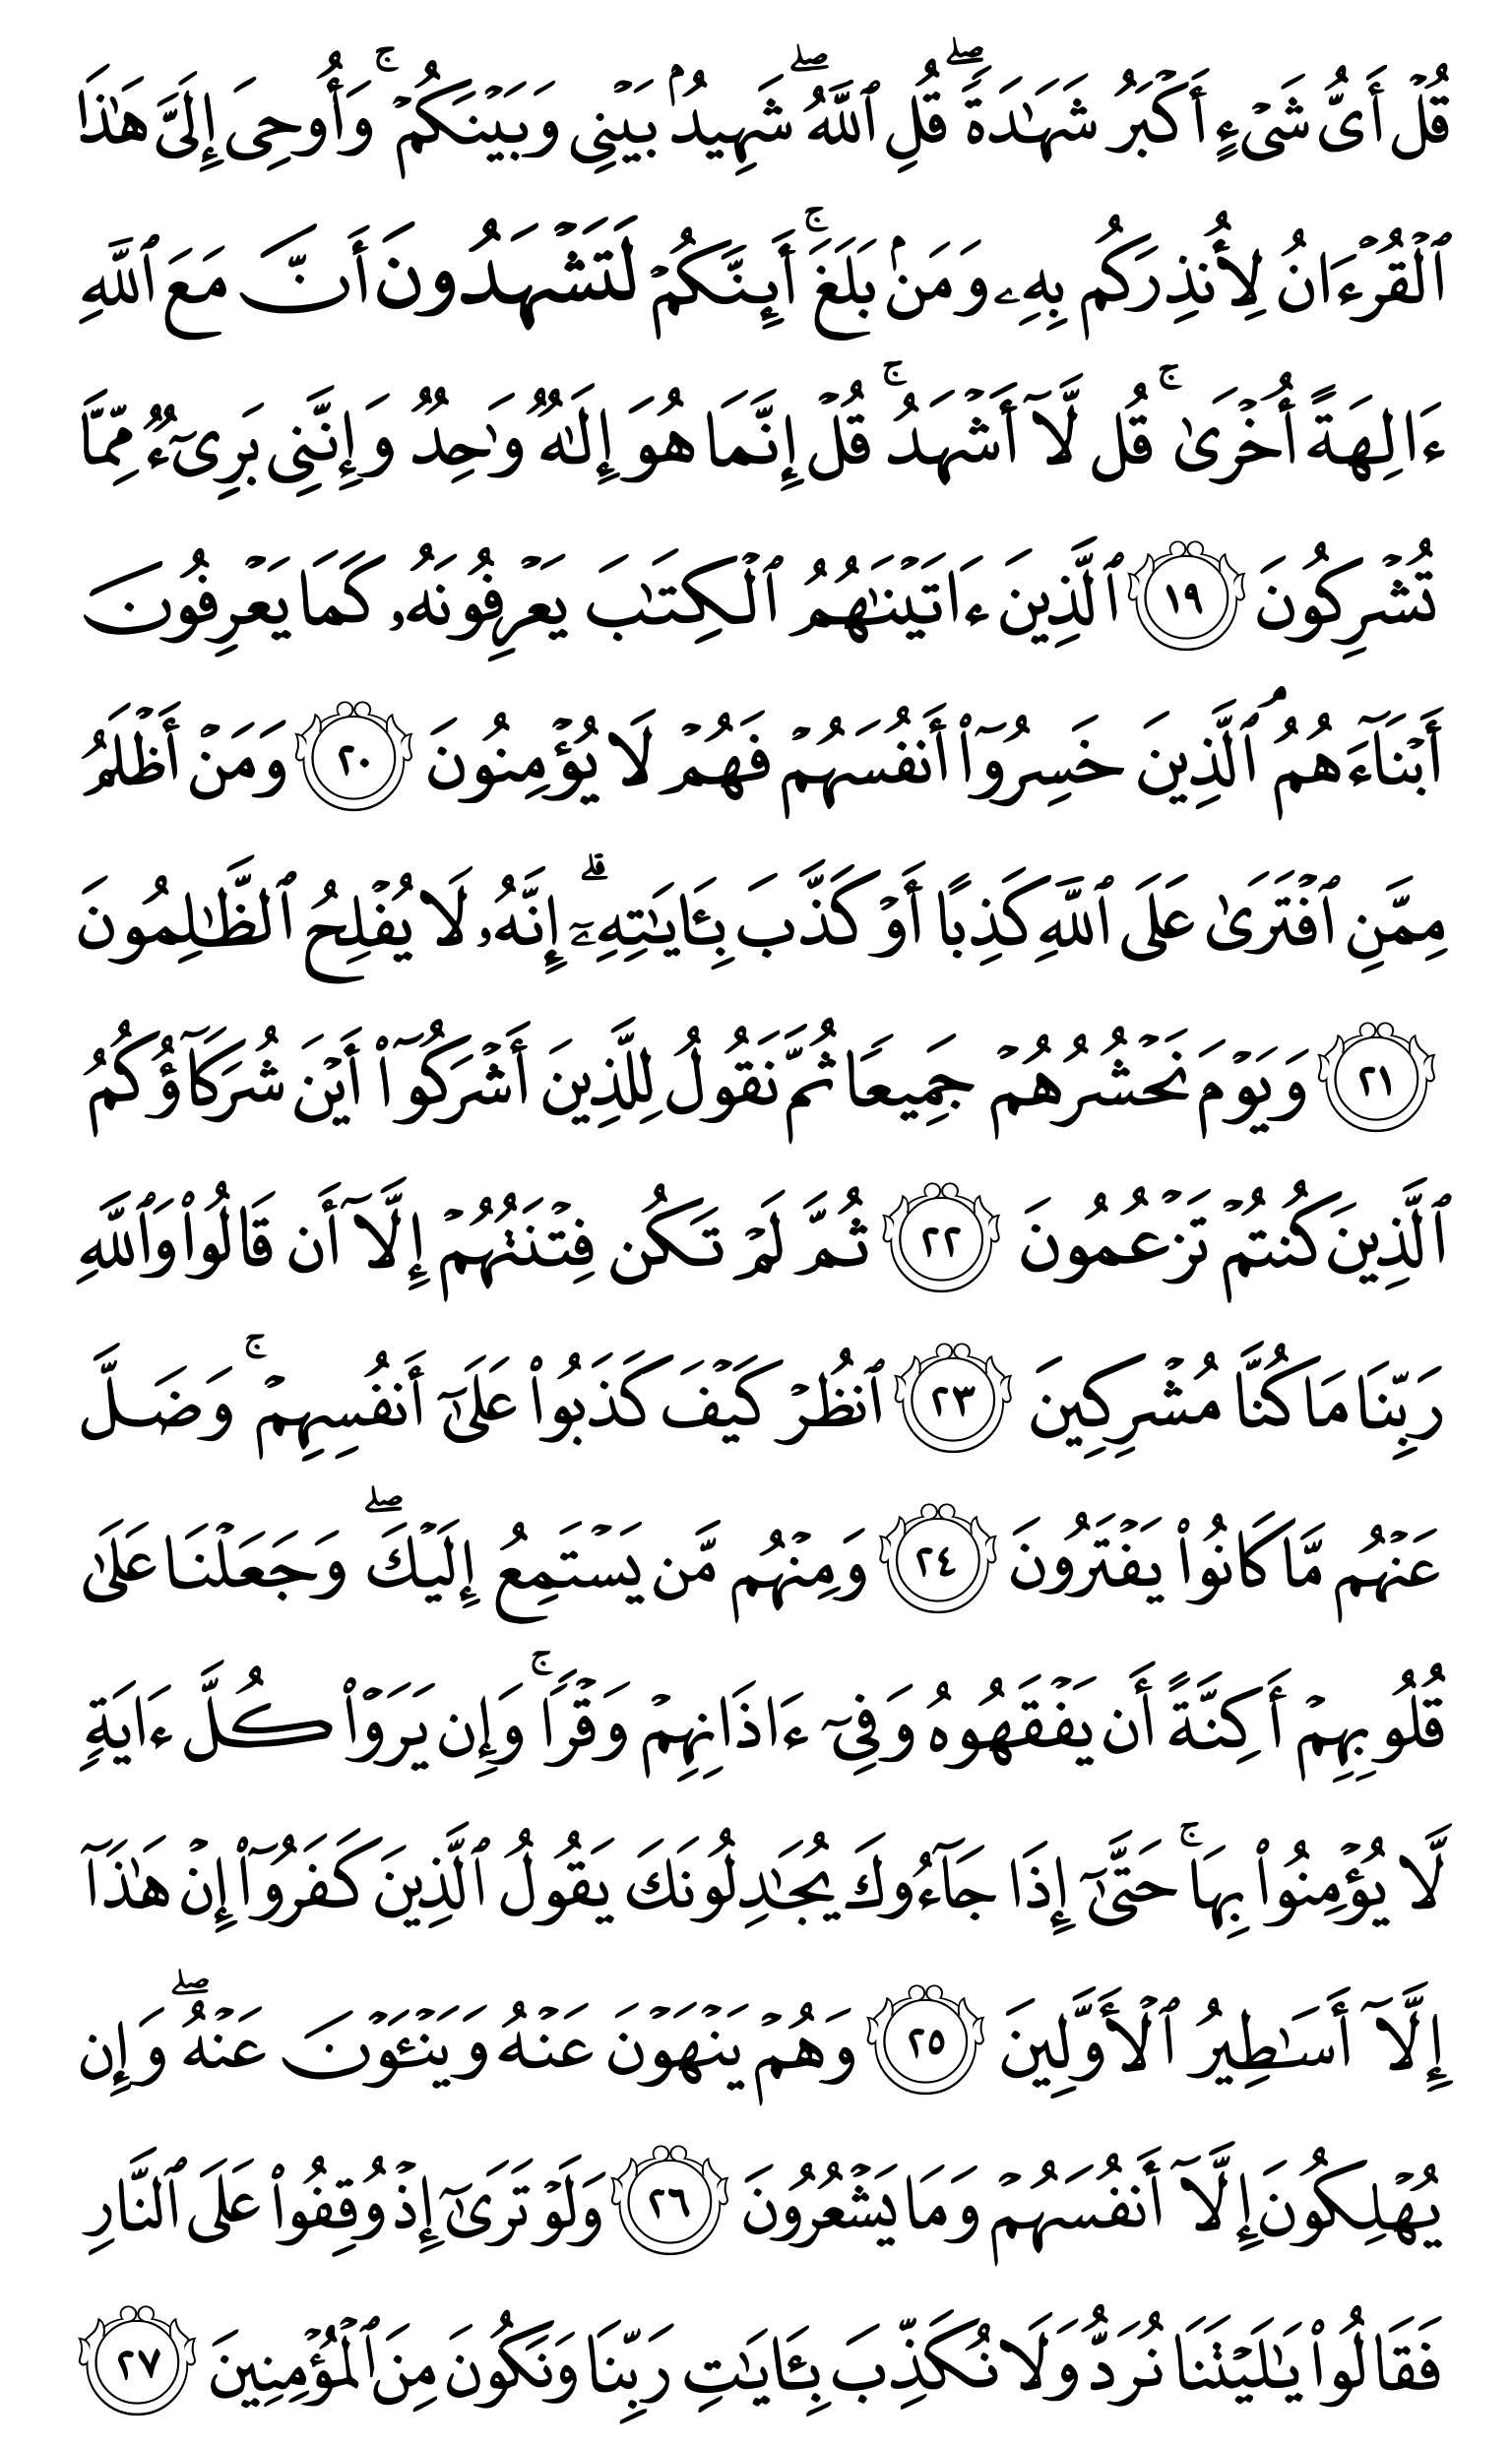 قُلۡ أَىُّ شَىۡءٍ أَكۡبَرُ شَهَٰدَةًۖ قُلِ ٱللَّهُۖ شَهِيدُۢ بَيۡنِى وَبَيۡنَكُمۡۚ وَأُوحِىَ إِلَىَّ هَٰذَا
ٱلۡقُرۡءَانُ لِأُنذِرَكُم بِهِۦ وَمَنۢ بَلَغَۚ أَئِنَّكُمۡ لَتَشۡهَدُونَ أَنَّ مَعَ ٱللَّهِ
ءَالِهَةً أُخۡرَىٰۚ قُل لَّآ أَشۡهَدُۚ قُلۡ إِنَّمَا هُوَ إِلَٰهٌ وَٰحِدٌ وَإِنَّنِى بَرِىٓءٌ مِّمَّا
تُشۡرِكُونَ ١٩ ٱلَّذِينَ ءَاتَيۡنَٰهُمُ ٱلۡكِتَٰبَ يَعۡرِفُونَهُۥ كَمَا يَعۡرِفُونَ
أَبۡنَآءَهُمُۘ ٱلَّذِينَ خَسِرُوٓاْ أَنفُسَهُمۡ فَهُمۡ لَا يُؤۡمِنُونَ ٢٠ وَمَنۡ أَظۡلَمُ
مِمَّنِ ٱفۡتَرَىٰ عَلَى ٱللَّهِ كَذِبًا أَوۡ كَذَّبَ بِـَٔايَٰتِهِۦٓۗ إِنَّهُۥ لَا يُفۡلِحُ ٱلظَّٰلِمُونَ
٢١ وَيَوۡمَ نَحۡشُرُهُمۡ جَمِيعًا ثُمَّ نَقُولُ لِلَّذِينَ أَشۡرَكُوٓاْ أَيۡنَ شُرَكَآؤُكُمُ
ٱلَّذِينَ كُنتُمۡ تَزۡعُمُونَ ٢٢ ثُمَّ لَمۡ تَكُن فِتۡنَتُهُمۡ إِلَّآ أَن قَالُواْ وَٱللَّهِ
رَبِّنَا مَا كُنَّا مُشۡرِكِينَ ٢٣ ٱنظُرۡ كَيۡفَ كَذَبُواْ عَلَىٰٓ أَنفُسِهِمۡۚ وَضَلَّ
عَنۡهُم مَّا كَانُواْ يَفۡتَرُونَ ٢٤ وَمِنۡهُم مَّن يَسۡتَمِعُ إِلَيۡكَۖ وَجَعَلۡنَا عَلَىٰ
قُلُوبِهِمۡ أَكِنَّةً أَن يَفۡقَهُوهُ وَفِىٓ ءَاذَانِهِمۡ وَقۡرًاۚ وَإِن يَرَوۡاْ كُلَّ ءَايَةٍ
لَّا يُؤۡمِنُواْ بِهَاۚ حَتَّىٰٓ إِذَا جَآءُوكَ يُجَٰدِلُونَكَ يَقُولُ ٱلَّذِينَ كَفَرُوٓاْ إِنۡ هَٰذَآ
إِلَّآ أَسَٰطِيرُ ٱلۡأَوَّلِينَ ٢٥ وَهُمۡ يَنۡهَوۡنَ عَنۡهُ وَيَنۡـَٔوۡنَ عَنۡهُۖ وَإِن
يُهۡلِكُونَ إِلَّآ أَنفُسَهُمۡ وَمَا يَشۡعُرُونَ ٢٦ وَلَوۡ تَرَىٰٓ إِذۡ وُقِفُواْ عَلَى ٱلنَّارِ
فَقَالُواْ يَٰلَيۡتَنَا نُرَدُّ وَلَا نُكَذِّبَ بِـَٔايَٰتِ رَبِّنَا وَنَكُونَ مِنَ ٱلۡمُؤۡمِنِينَ ٢٧